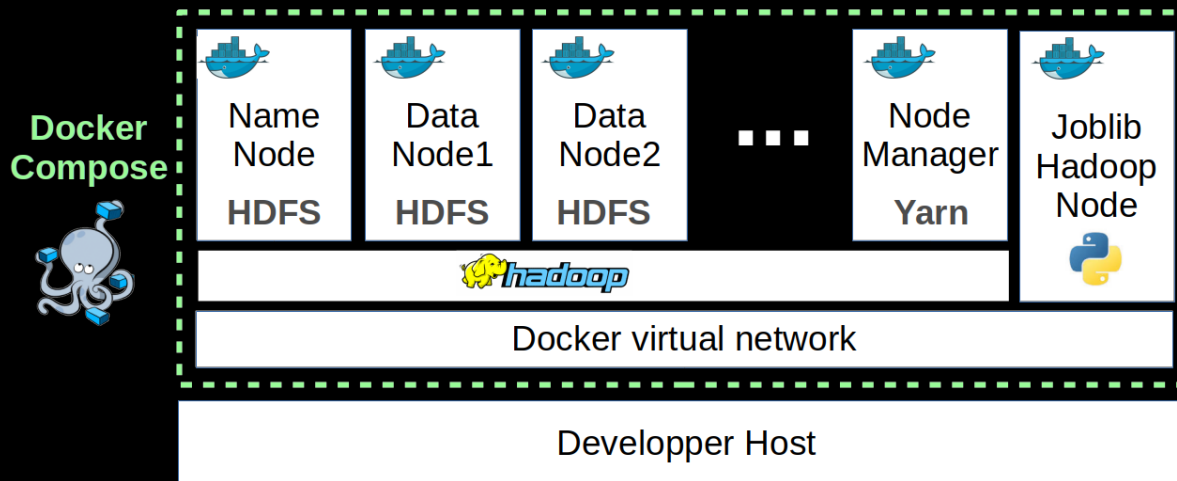 Docker
Compose
Name
Node
HDFS
Data
Node1
HDFS
Data
Node2
HDFS
...
Node
Manager
Yarn
Joblib
Hadoop
Node
hadoop
Docker virtual network
Developper Host